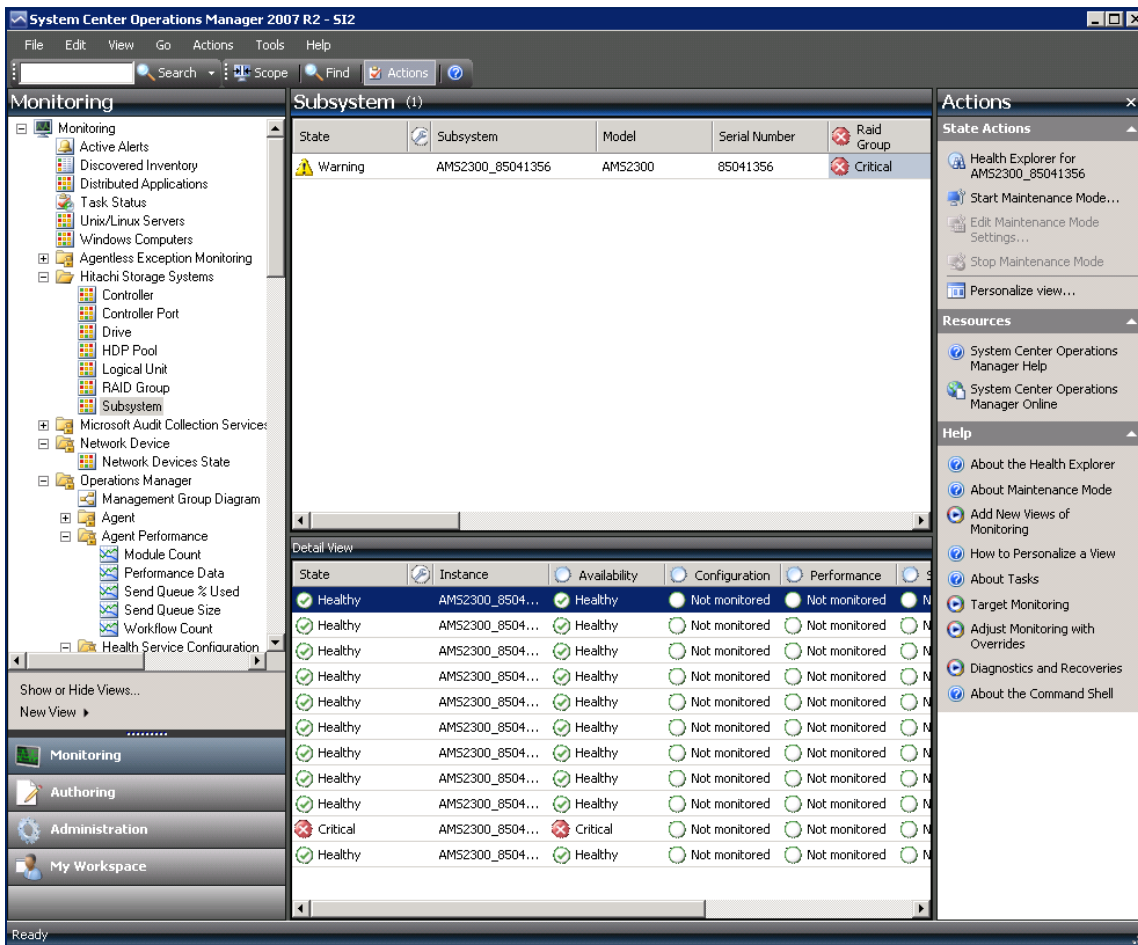 System Center Operations Manager 2007 R2 - SI2
File Edit View Go Actions Tools Help
Search Scope Find Actions
Monitoring
Monitoring
Active Alerts
Discovered Inventory
Distributed Applications
Task Status
Unix/Linux Servers
Windows Computers
Agentless Exception Monitoring
Hitachi Storage Systems
Controller
Controller Port
Drive
HDP Pool
Logical Unit
RAID Group
Subsystem
Microsoft Audit Collection Services
Network Device
Network Devices State
Operations Manager
Management Group Diagram
Agent
Agent Performance
Module Count
Performance Data
Send Queue % Used
Send Queue Size
Workflow Count
Health Service Configuration
Show or Hide Views...
New View
Monitoring
Authoring
Administration
My Workspace
Subsystem (1)
State Subsystem Model Serial Number Raid Group
Warning AMS2300_85041356 AMS2300 85041356 Critical
Detail View
State Instance Availability Configuration Performance S
Healthy AMS2300_8504... Healthy Not monitored Not monitored N
Healthy AMS2300_8504... Healthy Not monitored Not monitored N
Healthy AMS2300_8504... Healthy Not monitored Not monitored N
Healthy AMS2300_8504... Healthy Not monitored Not monitored N
Healthy AMS2300_8504... Healthy Not monitored Not monitored N
Healthy AMS2300_8504... Healthy Not monitored Not monitored N
Healthy AMS2300_8504... Healthy Not monitored Not monitored N
Healthy AMS2300_8504... Healthy Not monitored Not monitored N
Healthy AMS2300_8504... Healthy Not monitored Not monitored N
Critical AMS2300_8504... Critical Not monitored Not monitored N
Healthy AMS2300_8504... Healthy Not monitored Not monitored N
Actions
State Actions
Health Explorer for
AMS2300_85041356
Start Maintenance Mode...
Edit Maintenance Mode
Settings...
Stop Maintenance Mode
Personalize view...
Resources
System Center Operations
Manager Help
System Center Operations
Manager Online
Help
About the Health Explorer
About Maintenance Mode
Add New Views of
Monitoring
How to Personalize a View
About Tasks
Target Monitoring
Adjust Monitoring with
Overrides
Diagnostics and Recoveries
About the Command Shell
Ready